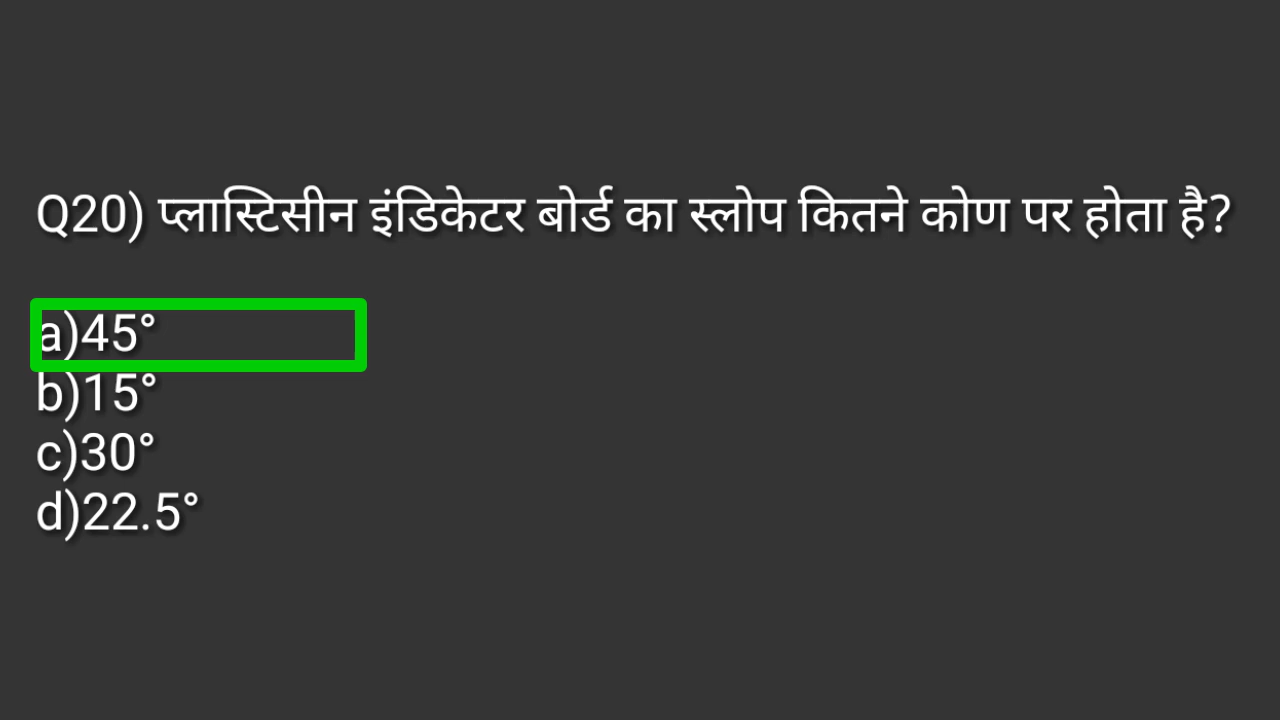 Q20) प्लास्टिसीन इंडिकेटर बोर्ड का स्लोप कितने कोण पर होता है?
a)45°
b)15°
c)30°
d)22.5°